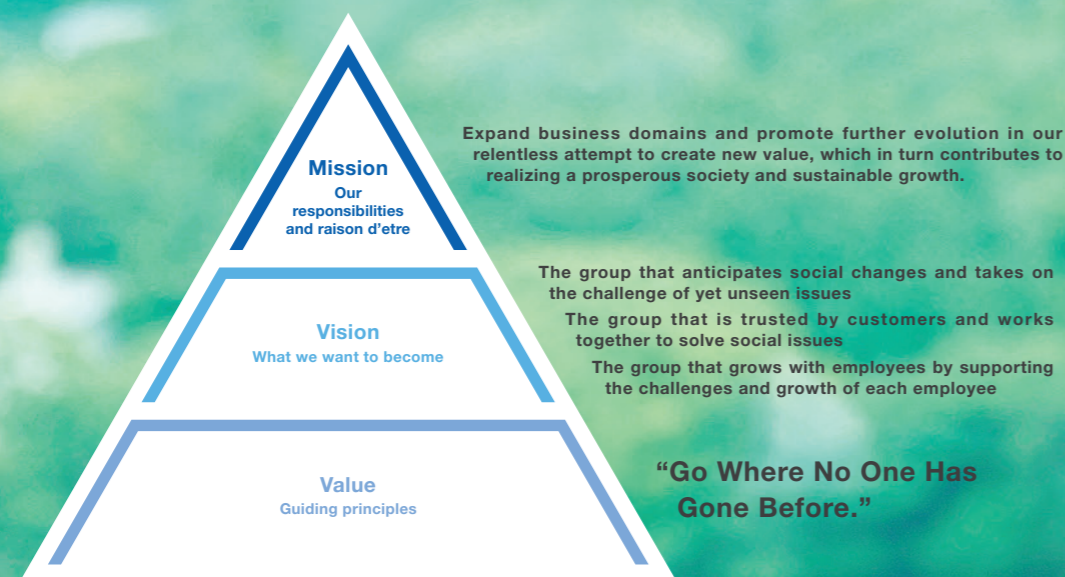 Mission
Our
responsibilities
and raison d'etre
Expand business domains and promote further evolution in our
relentless attempt to create new value, which in turn contributes to
realizing a prosperous society and sustainable growth.
Vision
What we want to become
The group that anticipates social changes and takes on
the challenge of yet unseen issues
The group that is trusted by customers and works
together to solve social issues
The group that grows with employees by supporting
the challenges and growth of each employee
Value
Guiding principles
“Go Where No One Has
Gone Before.”